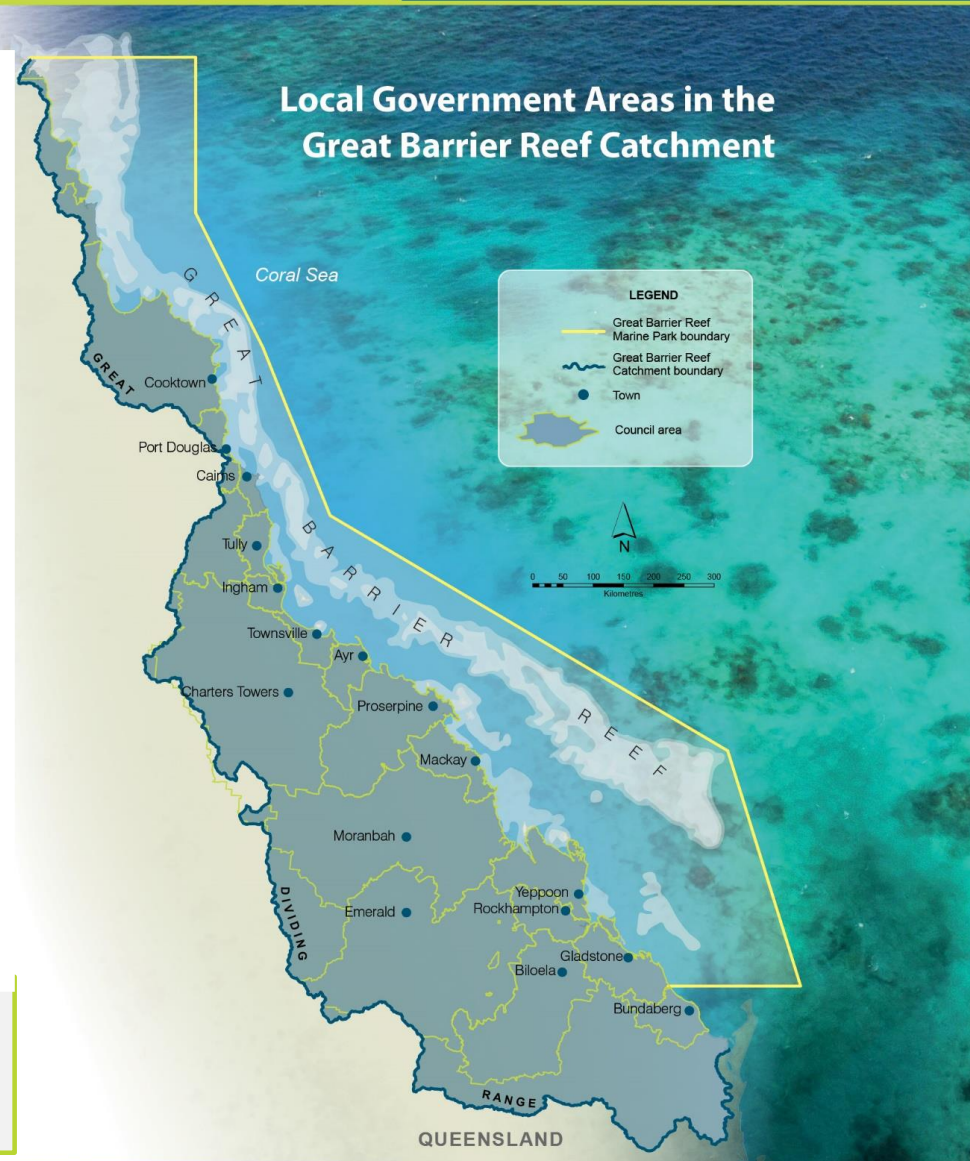 Local Government Areas in the
Great Barrier Reef Catchment
Coral Sea
GREAT
BARRIER
REEF
LEGEND
Great Barrier Reef
Marine Park boundary
Great Barrier Reef
Catchment boundary
Town
Council area
N
0 50 100 150 200 250 300
Kilometres
GREAT
Cooktown
Port Douglas
Cairns
Tully
Ingham
Townsville
Ayr
Charters Towers
Proserpine
Mackay
Moranbah
DIVIDING
Emerald
Yeppoon
Rockhampton
Gladstone
Biloela
Bundaberg
RANGE
QUEENSLAND